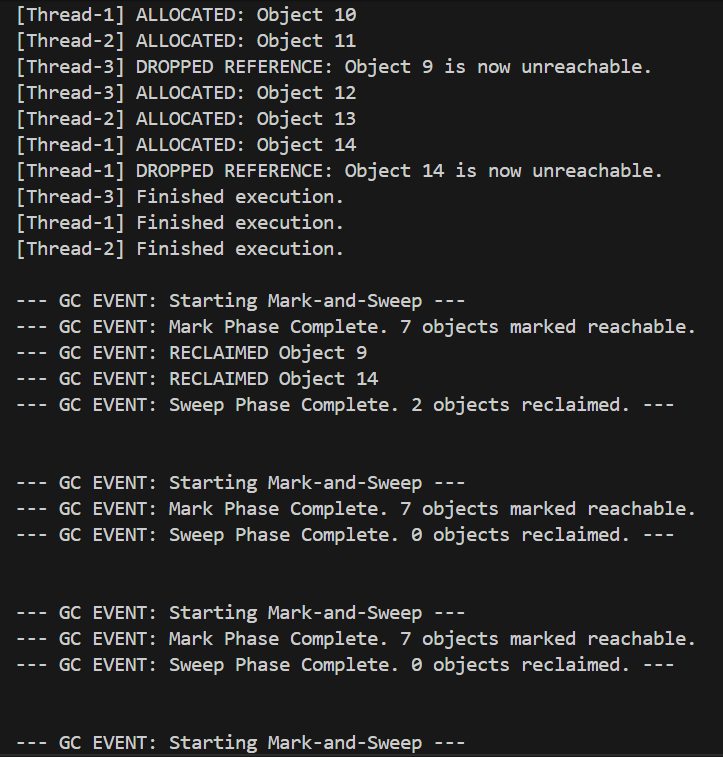 [Thread-1] ALLOCATED: Object 10
[Thread-2] ALLOCATED: Object 11
[Thread-3] DROPPED REFERENCE: Object 9 is now unreachable.
[Thread-3] ALLOCATED: Object 12
[Thread-2] ALLOCATED: Object 13
[Thread-1] ALLOCATED: Object 14
[Thread-1] DROPPED REFERENCE: Object 14 is now unreachable.
[Thread-3] Finished execution.
[Thread-1] Finished execution.
[Thread-2] Finished execution.
--- GC EVENT: Starting Mark-and-Sweep ---
--- GC EVENT: Mark Phase Complete. 7 objects marked reachable.
--- GC EVENT: RECLAIMED Object 9
--- GC EVENT: RECLAIMED Object 14
--- GC EVENT: Sweep Phase Complete. 2 objects reclaimed. ---
--- GC EVENT: Starting Mark-and-Sweep ---
--- GC EVENT: Mark Phase Complete. 7 objects marked reachable.
--- GC EVENT: Sweep Phase Complete. 0 objects reclaimed. ---
--- GC EVENT: Starting Mark-and-Sweep ---
--- GC EVENT: Mark Phase Complete. 7 objects marked reachable.
--- GC EVENT: Sweep Phase Complete. 0 objects reclaimed. ---
--- GC EVENT: Starting Mark-and-Sweep ---